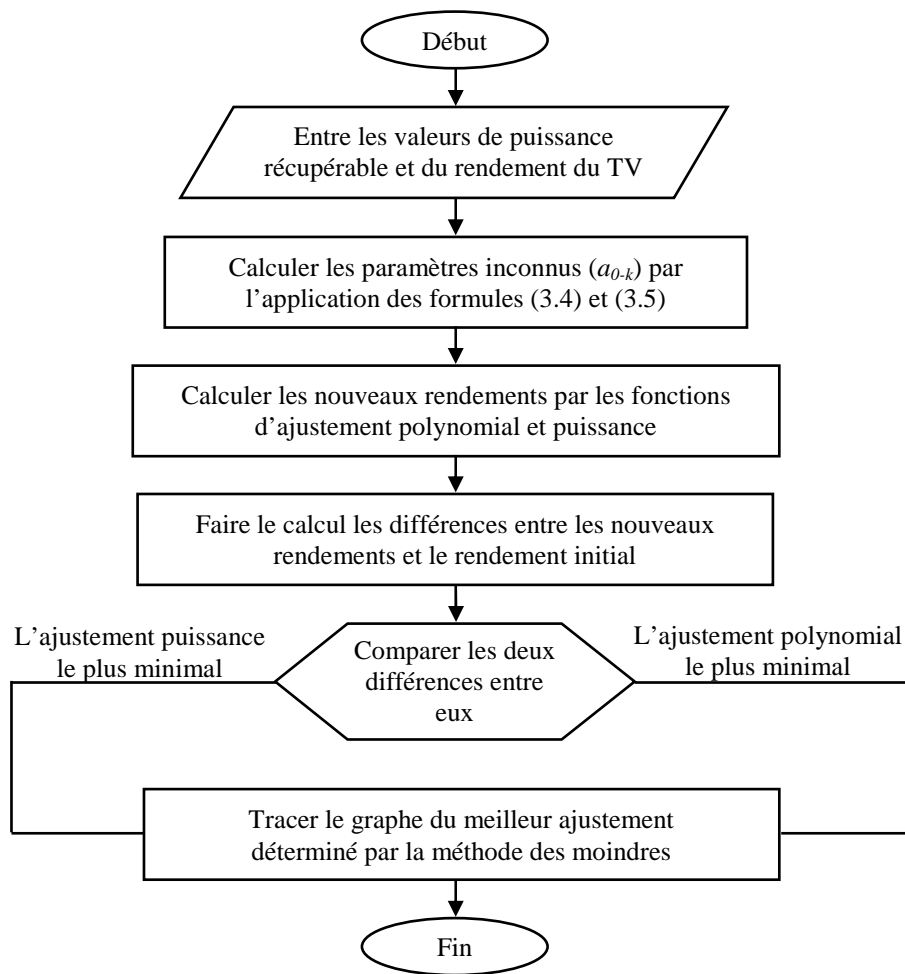 Début
Entre les valeurs de puissance
récupérable et du rendement du TV
Calculer les paramètres inconnus (a0-k) par
l’application des formules (3.4) et (3.5)
Calculer les nouveaux rendements par les fonctions
d’ajustement polynomial et puissance
Faire le calcul les différences entre les nouveaux
rendements et le rendement initial
L’ajustement puissance
le plus minimal
Comparer les deux
différences entre
eux
L’ajustement polynomial
le plus minimal
Tracer le graphe du meilleur ajustement
déterminé par la méthode des moindres
Fin